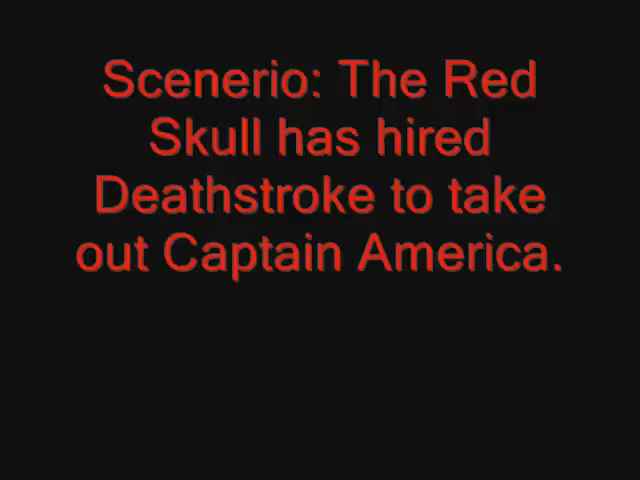 Scenerio: The Red
Skull has hired
Deathstroke to take
out Captain America.